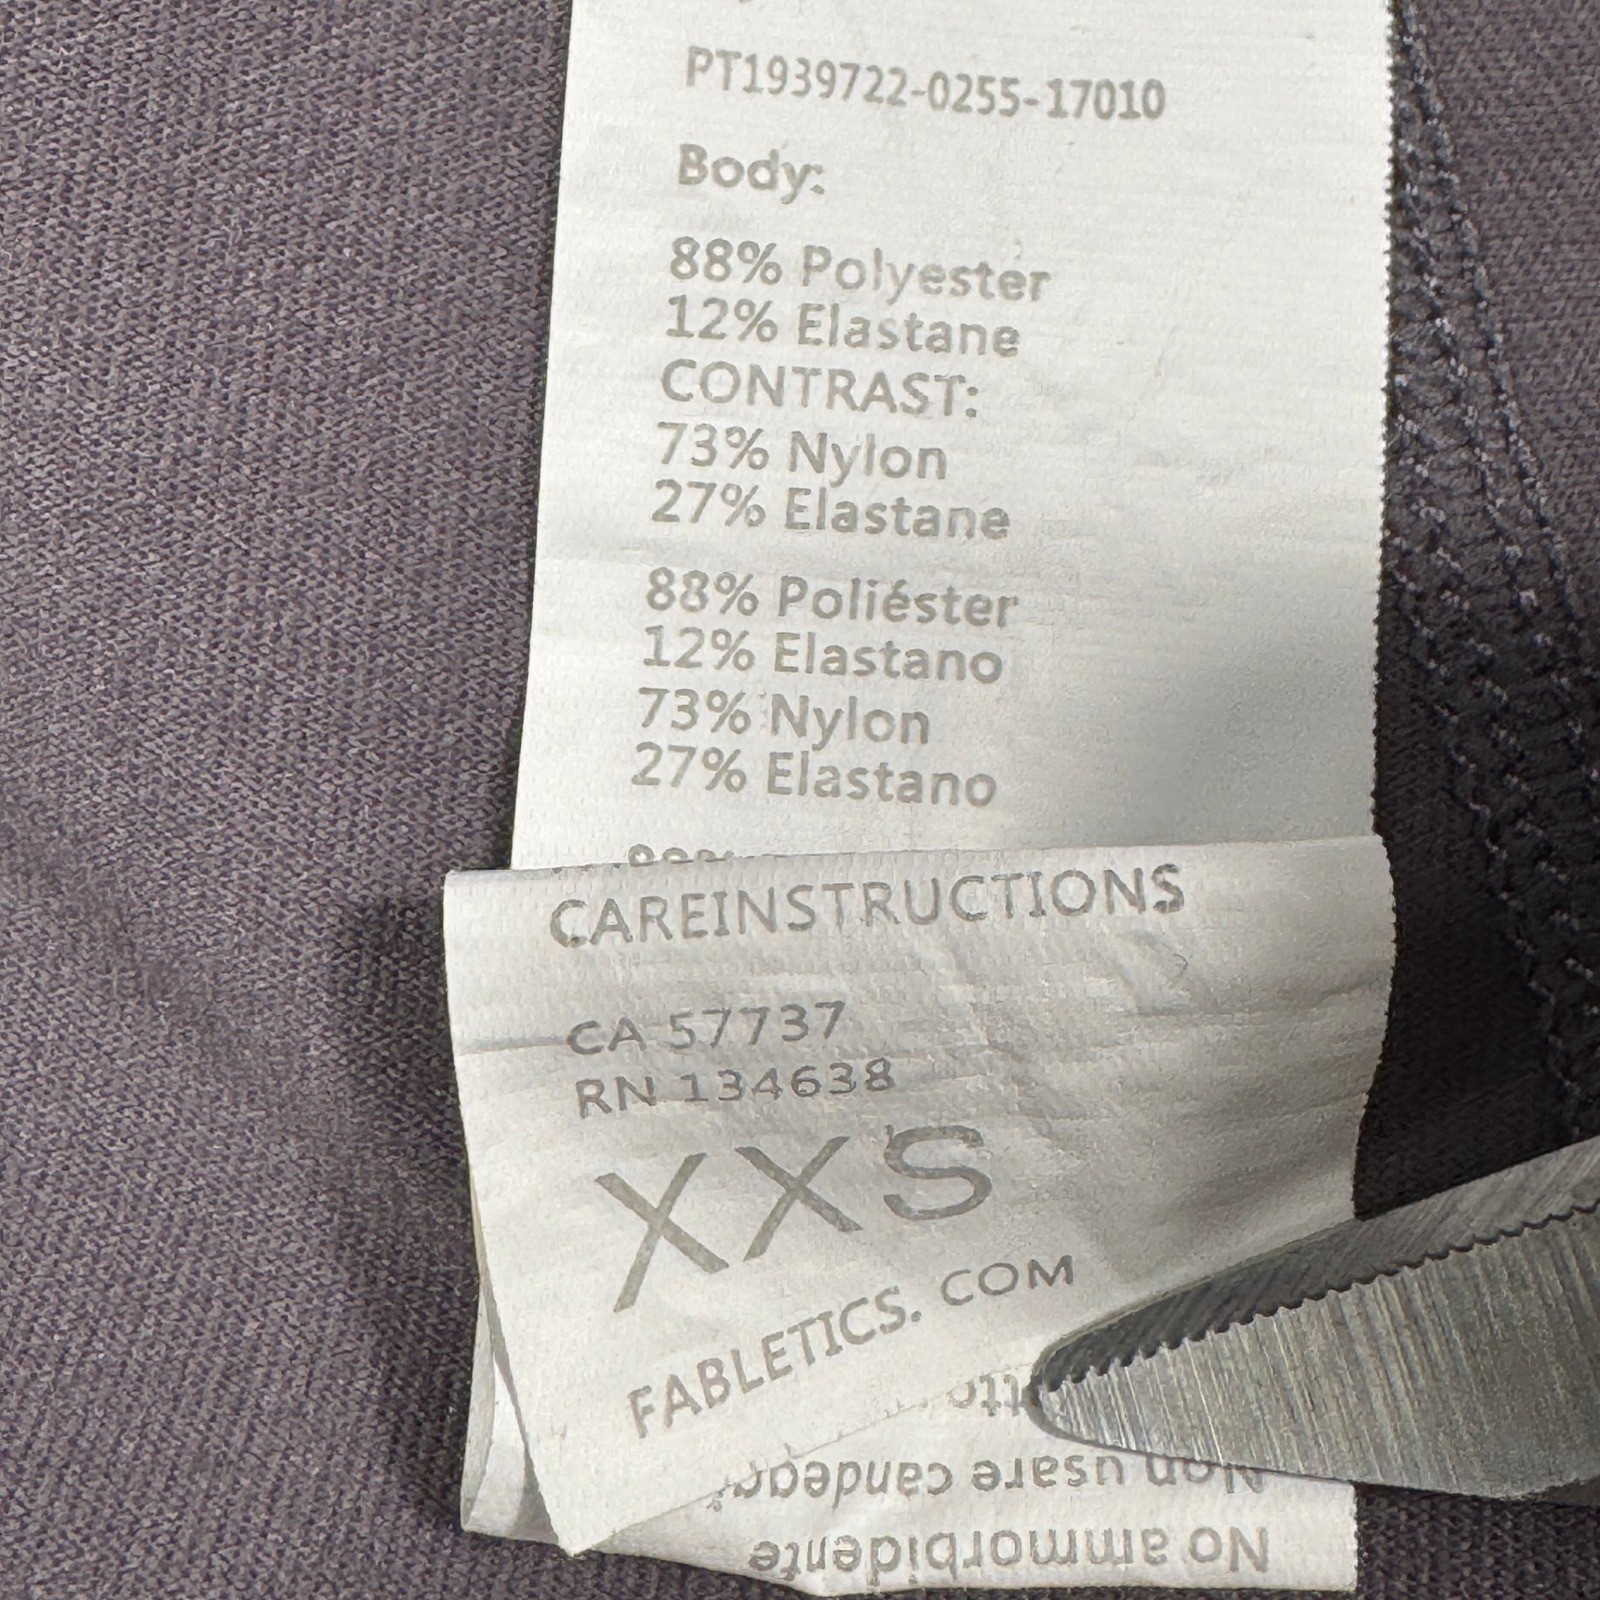 PT1939722-0255-17010
Body:
88% Polyester
12% Elastane
CONTRAST:
73% Nylon
27% Elastane
88% Poliéster
12% Elastano
73% Nylon
27% Elastano
CAREINSTRUCTIONS
CA 57737
RN 134638
XXS
FABLETICS. COM
No ammorbidente
Non usare